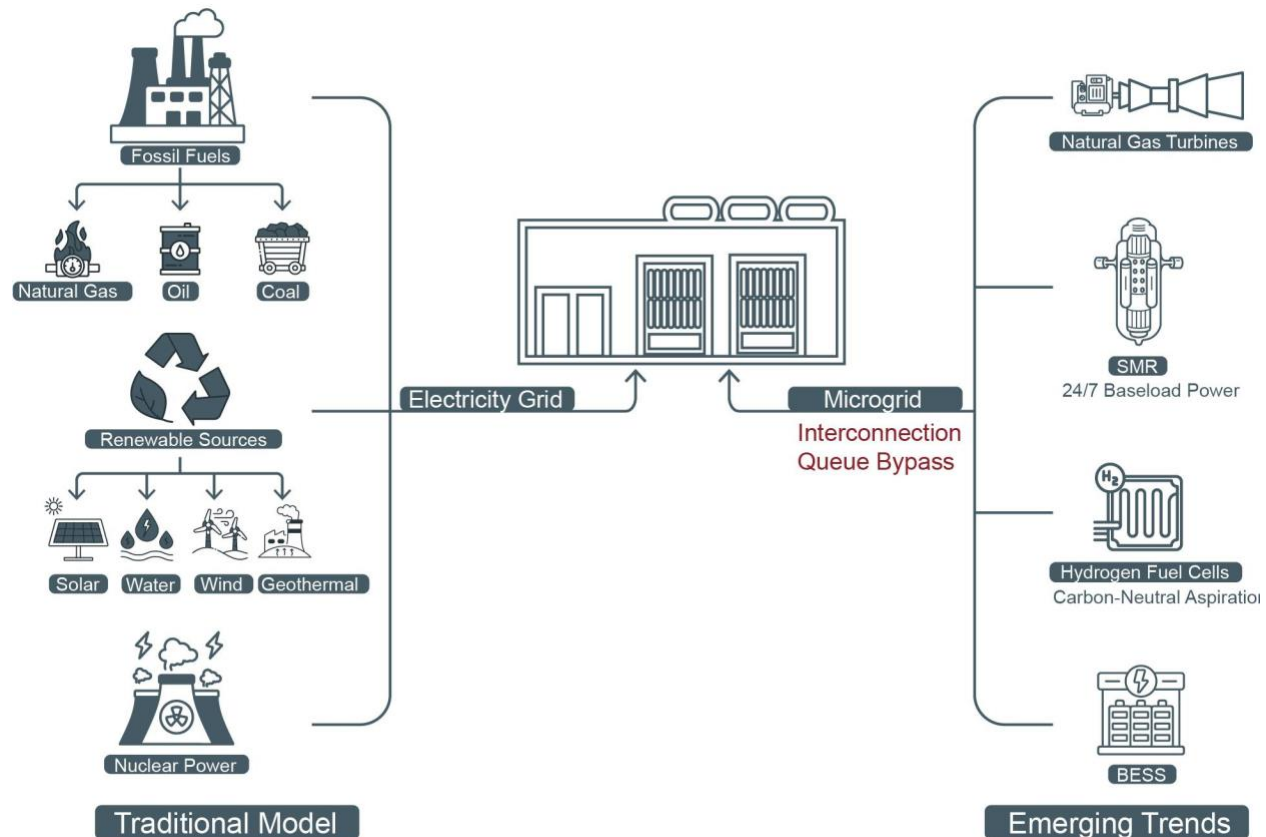 Fossil Fuels
Natural Gas
Oil
Coal
Renewable Sources
Solar
Water
Wind
Geothermal
Nuclear Power
Traditional Model
Electricity Grid
Microgrid
Interconnection
Queue Bypass
Natural Gas Turbines
SMR
24/7 Baseload Power
H2
Hydrogen Fuel Cells
Carbon-Neutral Aspiration
BESS
Emerging Trends